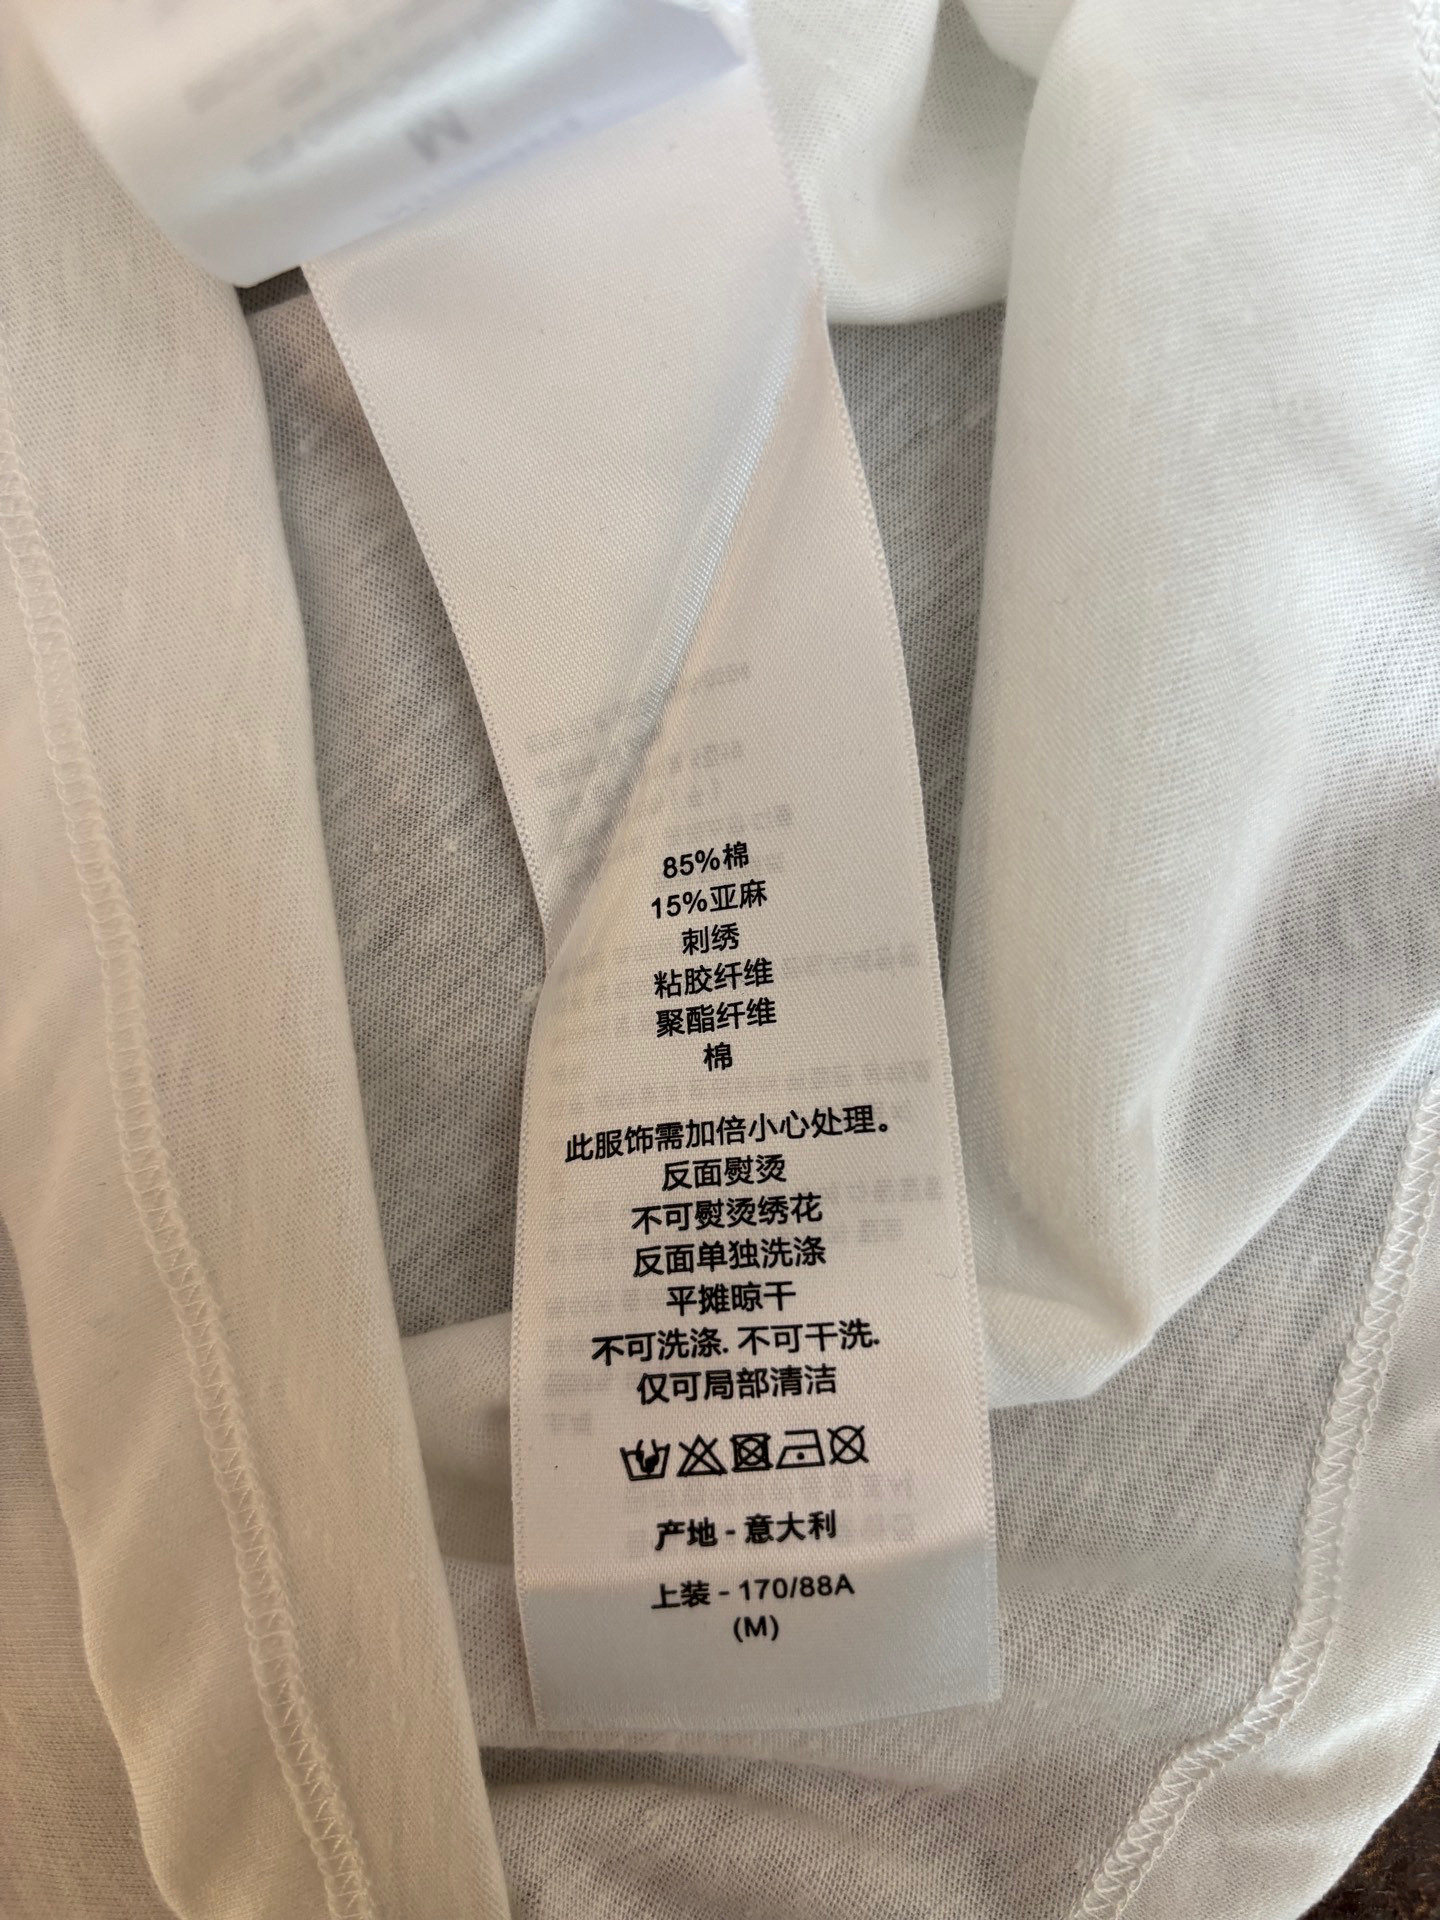 M
85%棉
15%亚麻
刺绣
粘胶纤维
聚酯纤维
棉
此服饰需加倍小心处理。
反面熨烫
不可熨烫绣花
反面单独洗涤
平摊晾干
不可洗涤. 不可干洗.
仅可局部清洁
产地 - 意大利
上装 - 170/88A
(M)